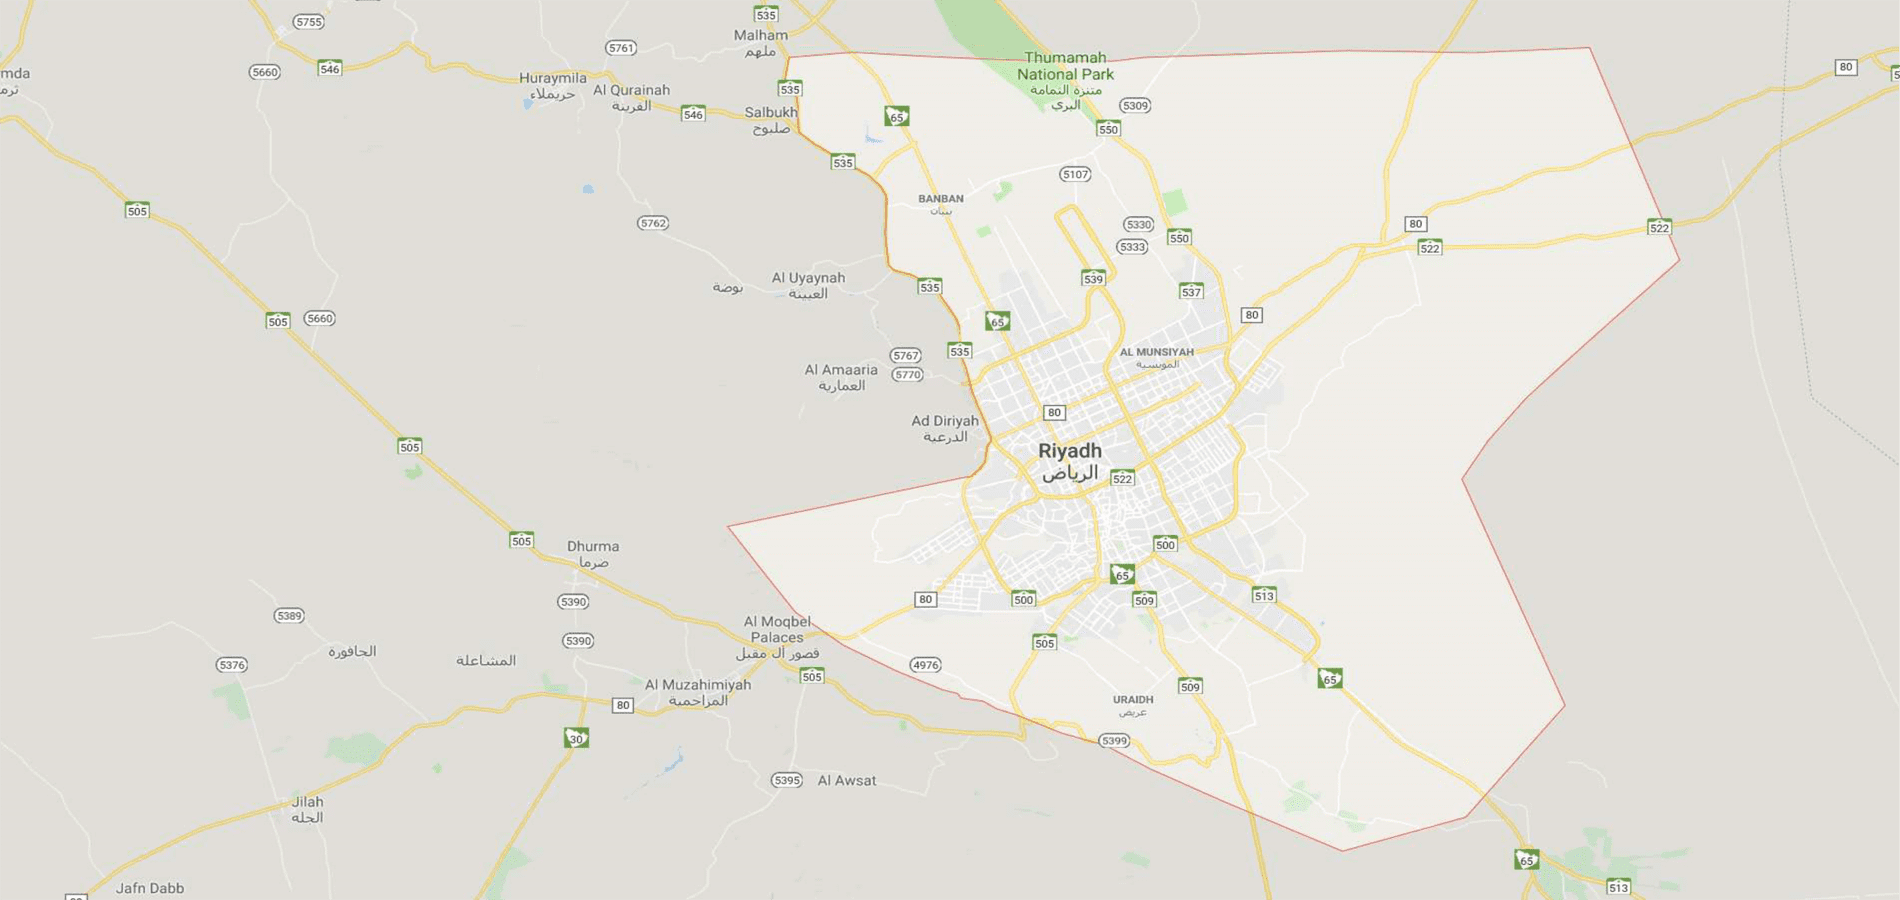 535
5755
Malham
ملهم
5761
546
5660
80
Thumamah
National Park
منتزة الثمامة
البري
Huraymila
حريملاء
Al Qurainah
القرينة
535
546
Salbukh
صلبوخ
65
5309
550
535
5107
BANBAN
بنبان
505
5762
5330
5333
550
80
522
522
Al Uyaynah
العيينة
بوضة
535
539
537
505
5660
65
80
535
AL MUNSIYAH
المونسية
5767
5770
Al Amaaria
العمارية
80
Ad Diriyah
الدرعية
505
Riyadh
الرياض
522
505
Dhurma
ضرما
500
65
5390
80
500
509
513
5389
Al Moqbel
Palaces
قصور آل مقبل
5390
505
الحافورة
المشاعلة
5376
4976
505
65
Al Muzahimiyah
المزاحمية
509
80
URAIDH
عريض
30
5399
5395
Al Awsat
Jilah
الجله
65
Jafn Dabb
513